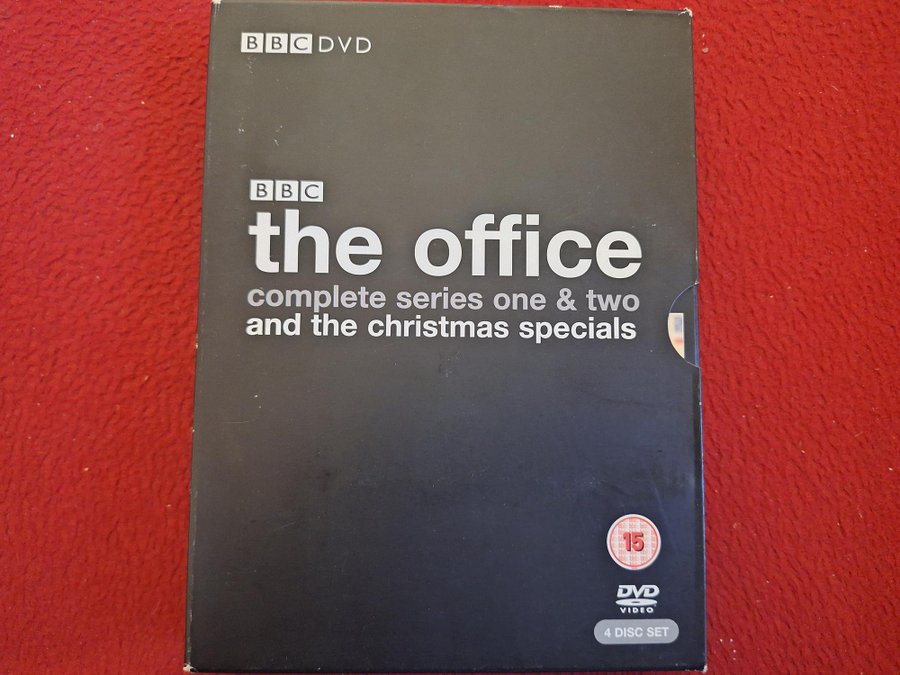 BBC DVD
BBC
the office
complete series one & two
and the christmas specials
15
DVD
VIDEO
4 DISC SET